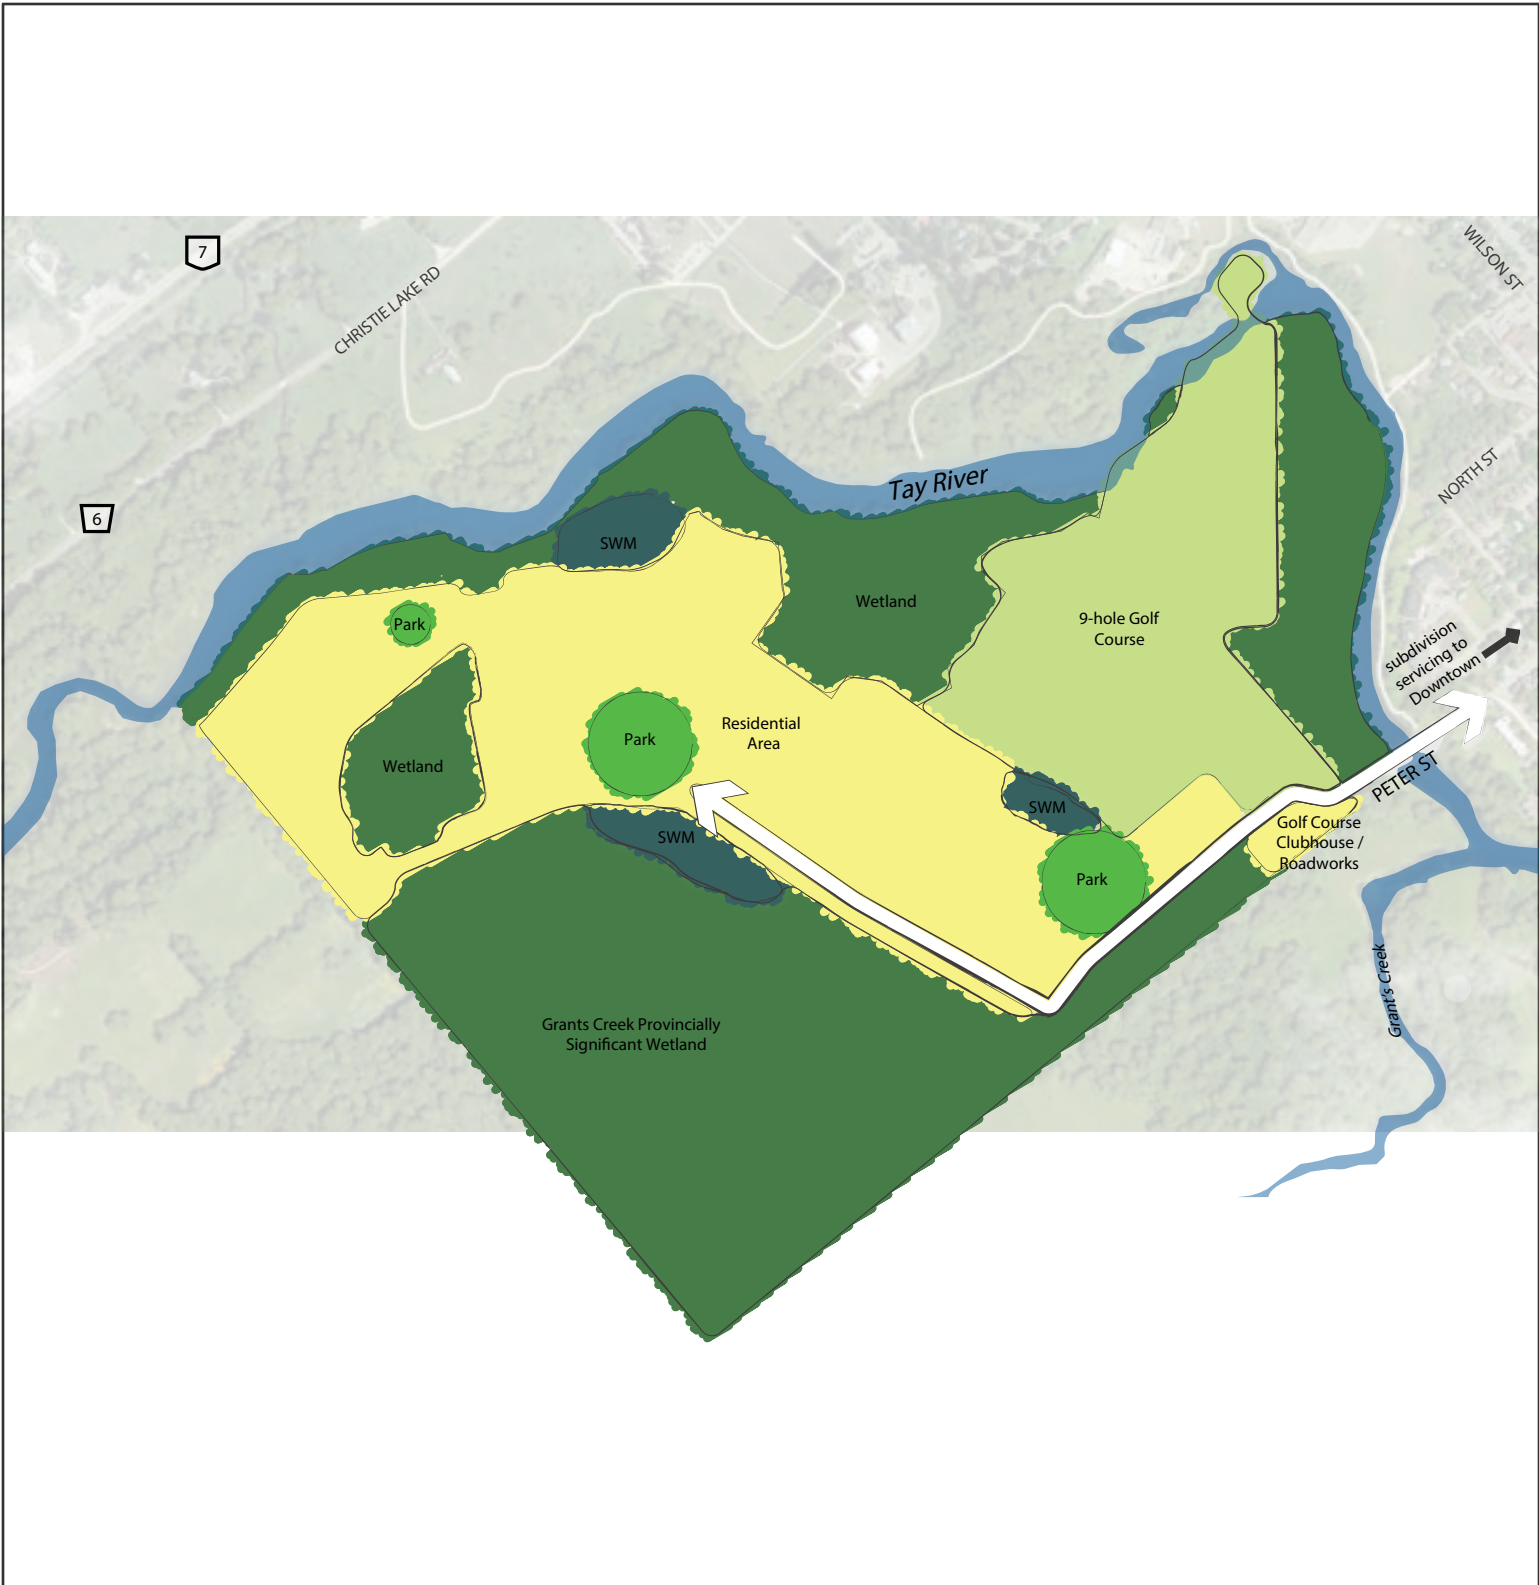 7
WILSON ST
CHRISTIE LAKE RD
NORTH ST
Tay River
6
SWM
Wetland
9-hole Golf
Course
Park
subdivision
servicing to
Downtown
Park
Residential
Area
Wetland
PETER ST
SWM
SWM
Golf Course
Clubhouse /
Roadworks
Park
Grant's Creek
Grants Creek Provincially
Significant Wetland